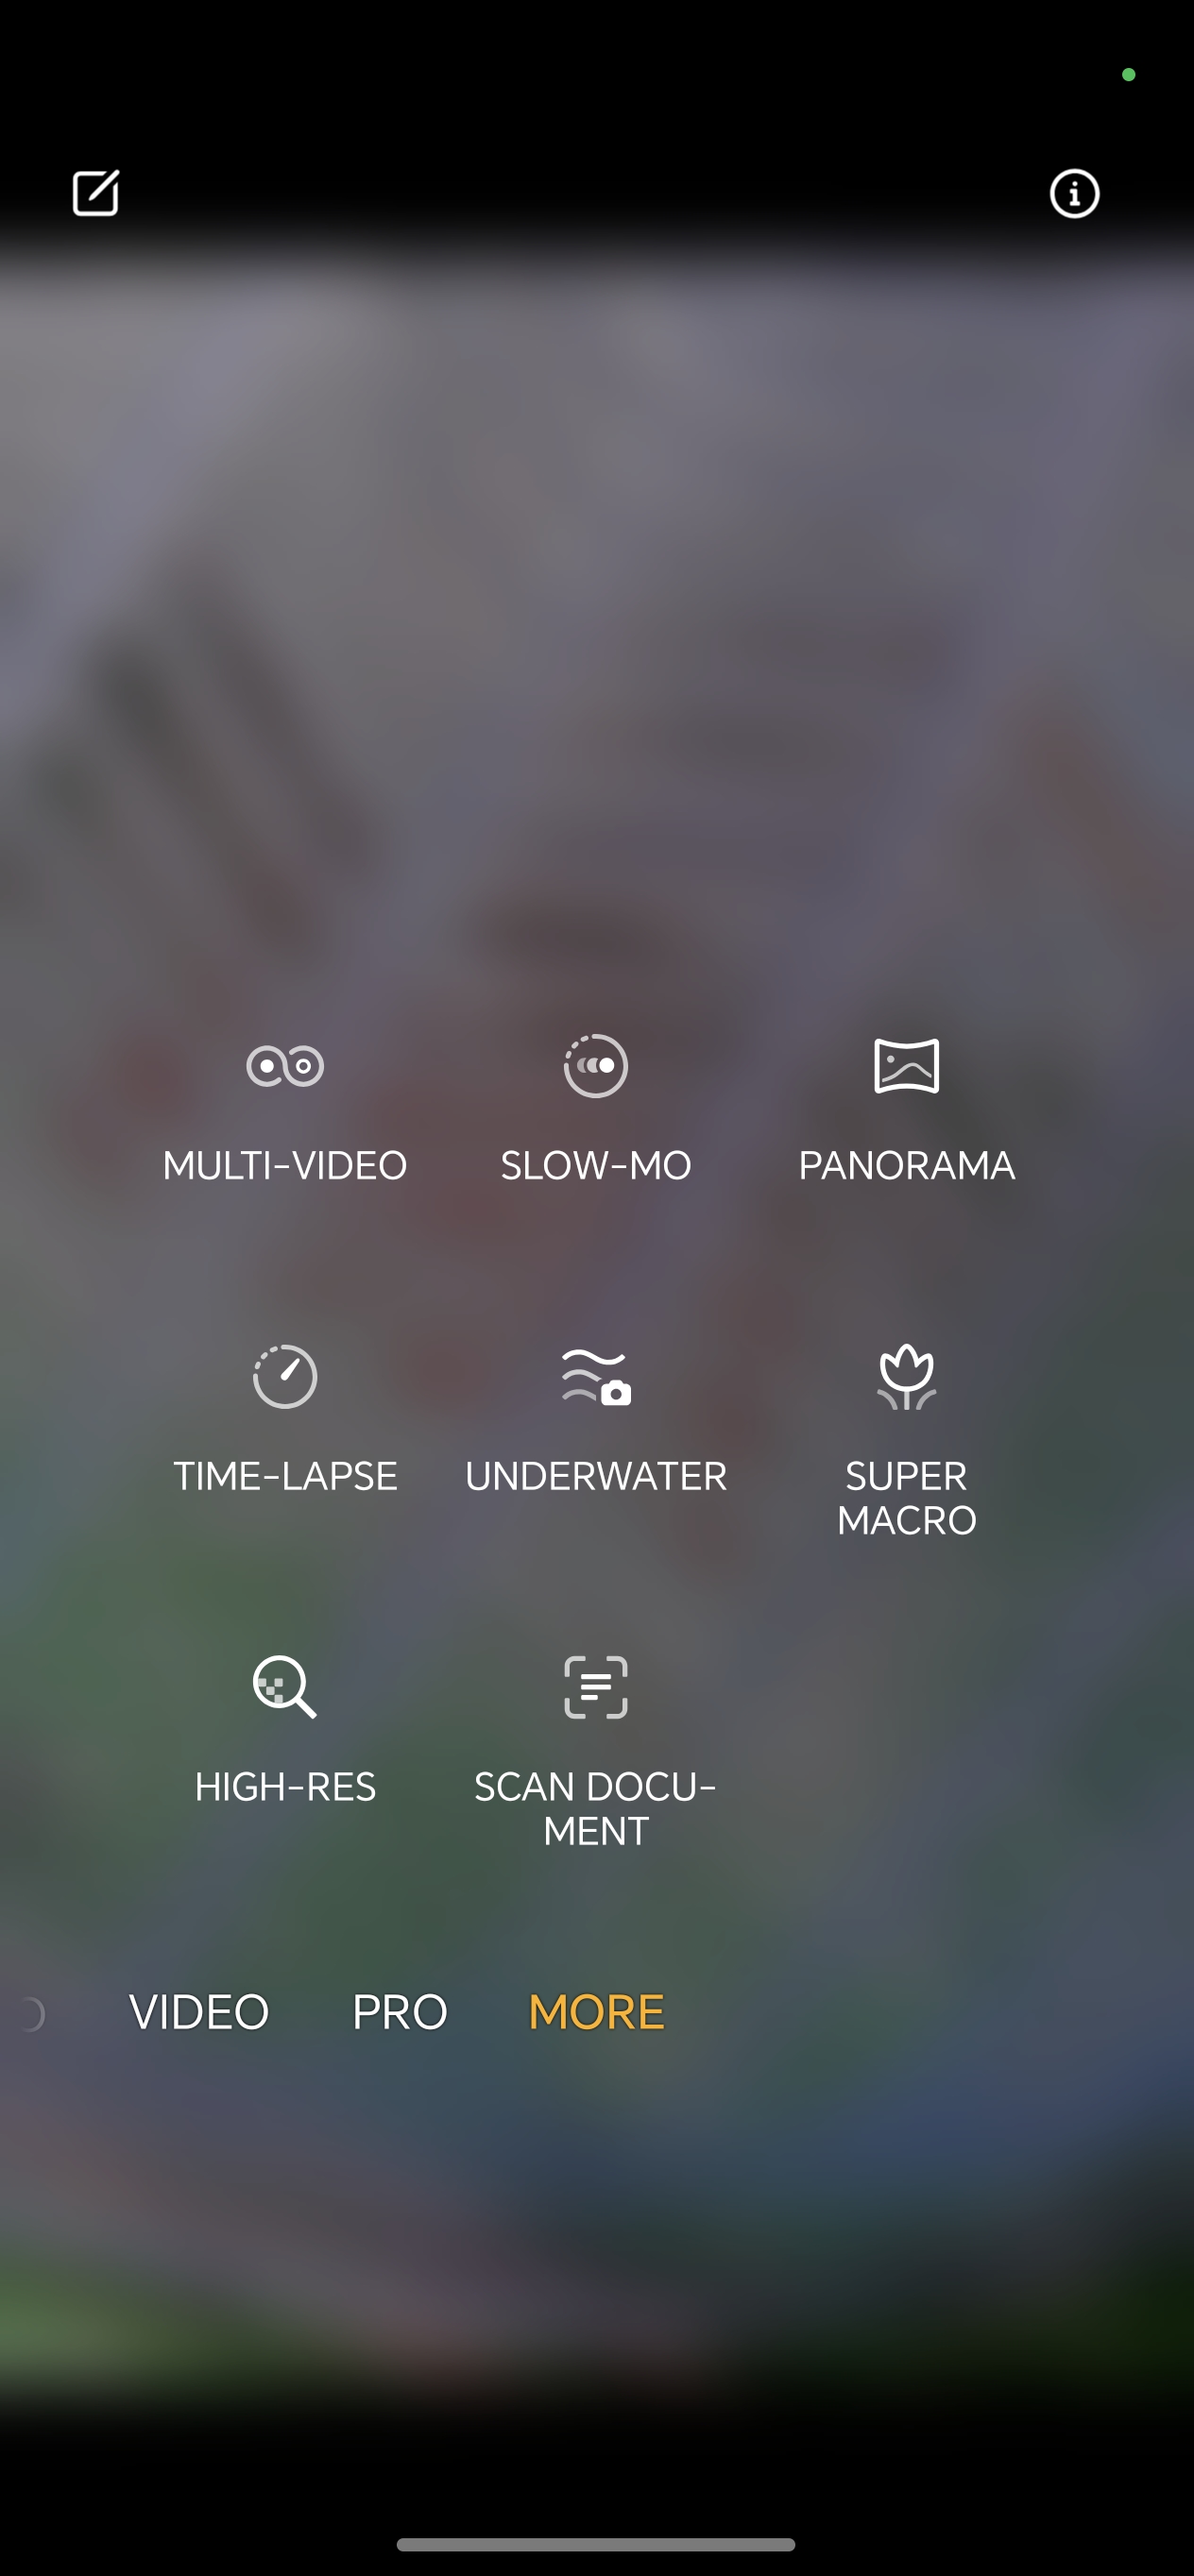 MULTI-VIDEO SLOW-MO PANORAMA
TIME-LAPSE UNDERWATER SUPER
MACRO
HIGH-RES SCAN DOCU-
MENT
VIDEO PRO MORE